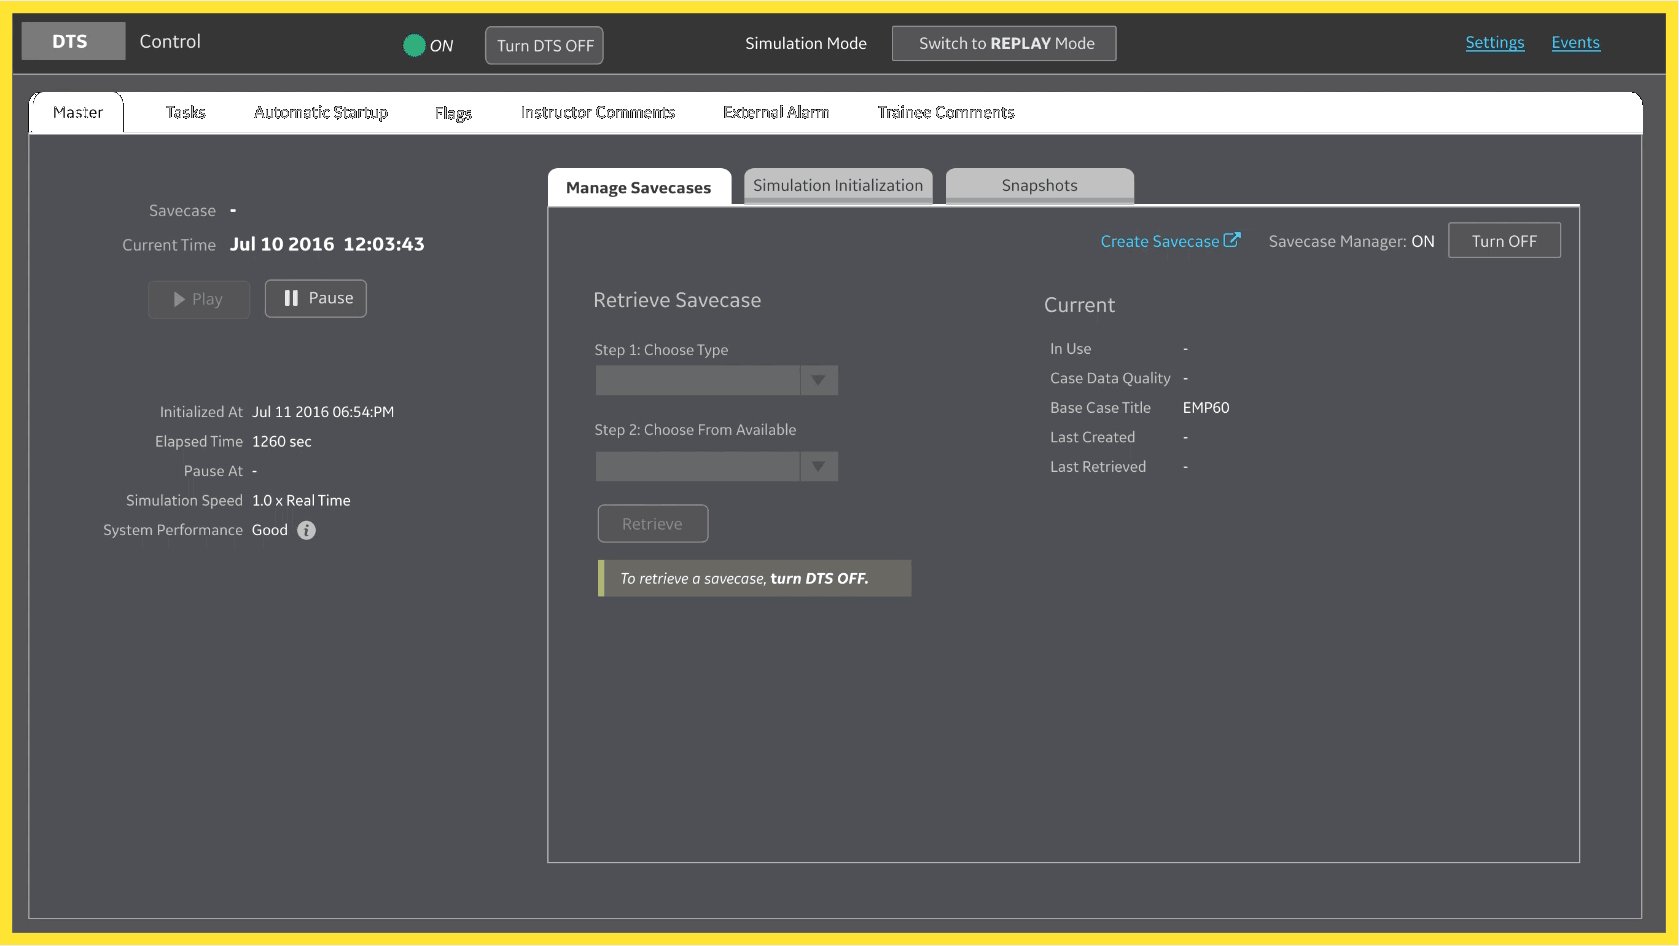 DTS Control ON Turn DTS OFF Simulation Mode Switch to REPLAY Mode Settings Events
Master Tasks Automatic Startup Flags Instructor Comments External Alarm Trainee Comments
Savecase -
Current Time Jul 10 2016 12:03:43
Play Pause
Initialized At Jul 11 2016 06:54:PM
Elapsed Time 1260 sec
Pause At -
Simulation Speed 1.0 x Real Time
System Performance Good i
Manage Savecases Simulation Initialization Snapshots
Create Savecase Savecase Manager: ON Turn OFF
Retrieve Savecase
Step 1: Choose Type
Step 2: Choose From Available
Retrieve
To retrieve a savecase, turn DTS OFF.
Current
In Use -
Case Data Quality -
Base Case Title EMP60
Last Created -
Last Retrieved -